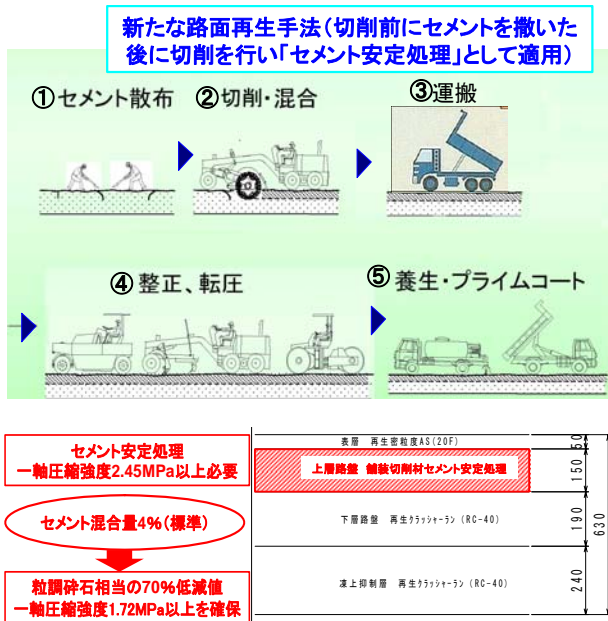 新たな路面再生手法(切削前にセメントを撒いた
後に切削を行い「セメント安定処理」として適用)
①セメント散布
②切削・混合
③運搬
④整正、転圧
⑤養生・プライムコート
セメント安定処理
一軸圧縮強度2.45MPa以上必要
セメント混合量4%(標準)
粒調砕石相当の70%低減値
一軸圧縮強度1.72MPa以上を確保
表層 再生密粒度AS(20F)
上層路盤 舗装切削材セメント安定処理
下層路盤 再生クラッシャーラン (RC-40)
凍上抑制層 再生クラッシャーラン (RC-40)
50
150
190
240
630